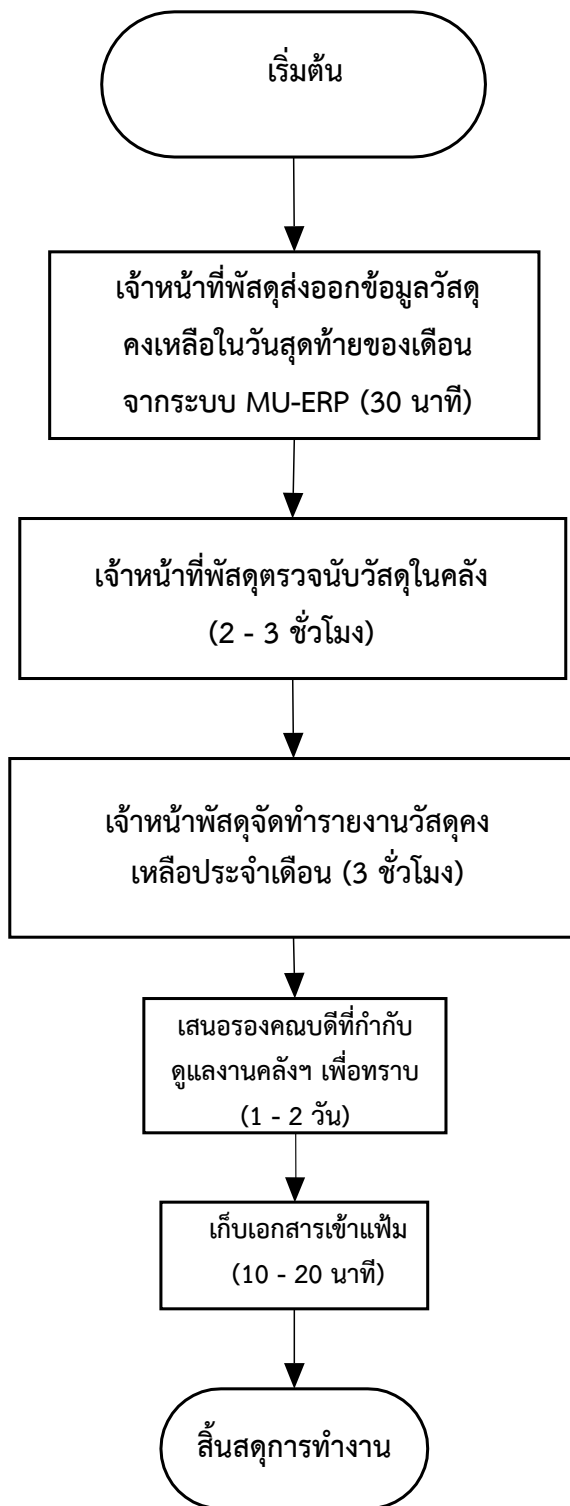 เริ่มต้น
เจ้าหน้าที่พัสดุส่งออกข้อมูลวัสดุ
คงเหลือในวันสุดท้ายของเดือน
จากระบบ MU-ERP (30 นาที)
เจ้าหน้าที่พัสดุตรวจนับวัสดุในคลัง
(2 - 3 ชั่วโมง)
เจ้าหน้าพัสดุจัดทำรายงานวัสดุคง
เหลือประจำเดือน (3 ชั่วโมง)
เสนอรองคณบดีที่กำกับ
ดูแลงานคลังฯ เพื่อทราบ
(1 - 2 วัน)
เก็บเอกสารเข้าแฟ้ม
(10 - 20 นาที)
สิ้นสดุการทำงาน